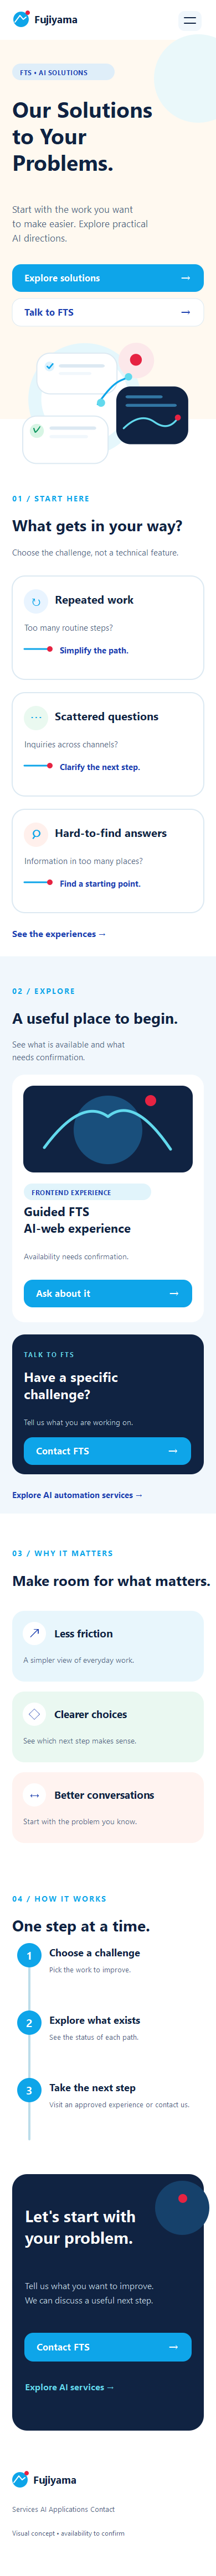 Fujiyama
FTS • AI SOLUTIONS
Our Solutions
to Your
Problems.
Start with the work you want
to make easier. Explore practical
AI directions.
Explore solutions →
Talk to FTS →
01 / START HERE
What gets in your way?
Choose the challenge, not a technical feature.
Repeated work
Too many routine steps?
Simplify the path.
Scattered questions
Inquiries across channels?
Clarify the next step.
Hard-to-find answers
Information in too many places?
Find a starting point.
See the experiences →
02 / EXPLORE
A useful place to begin.
See what is available and what
needs confirmation.
FRONTEND EXPERIENCE
Guided FTS
AI-web experience
Availability needs confirmation.
Ask about it →
TALK TO FTS
Have a specific
challenge?
Tell us what you are working on.
Contact FTS →
Explore AI automation services →
03 / WHY IT MATTERS
Make room for what matters.
Less friction
A simpler view of everyday work.
Clearer choices
See which next step makes sense.
Better conversations
Start with the problem you know.
04 / HOW IT WORKS
One step at a time.
1 Choose a challenge
Pick the work to improve.
2 Explore what exists
See the status of each path.
3 Take the next step
Visit an approved experience or contact us.
Let's start with
your problem.
Tell us what you want to improve.
We can discuss a useful next step.
Contact FTS →
Explore AI services →
Fujiyama
Services AI Applications Contact
Visual concept • availability to confirm